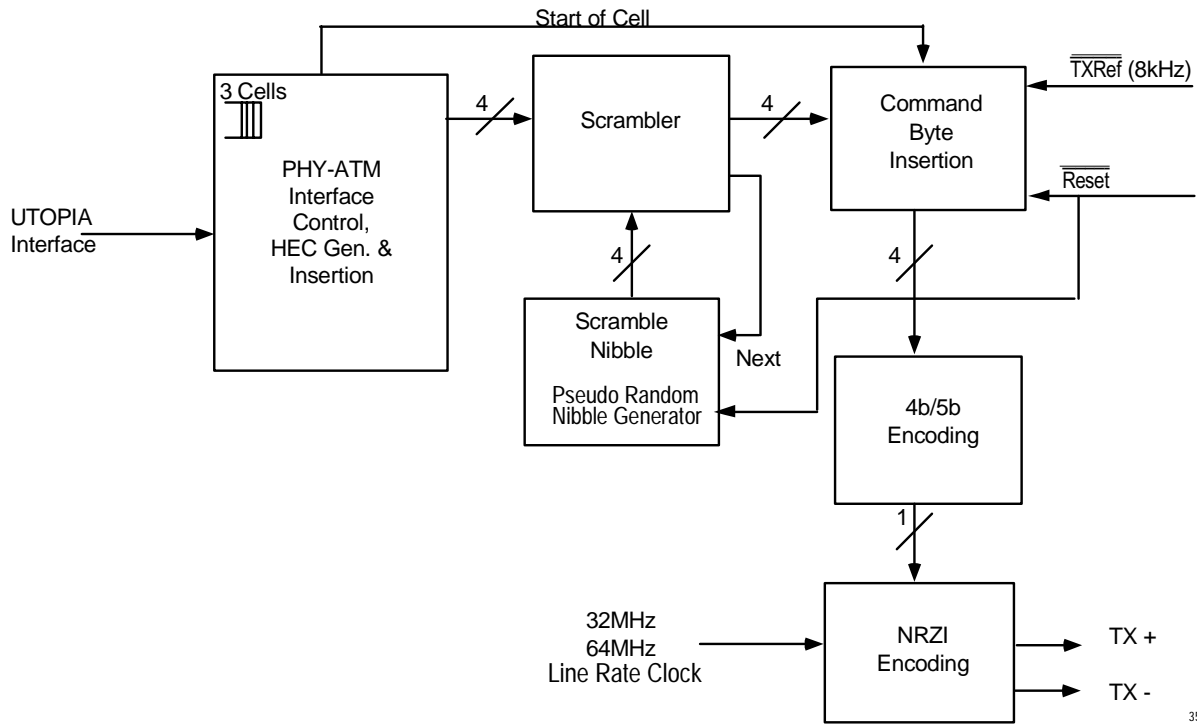 Start of Cell
3 Cells
PHY-ATM
Interface
Control,
HEC Gen. &
Insertion
UTOPIA
Interface
4
Scrambler
4
Command
Byte
Insertion
TXRef (8kHz)
Reset
4
Scramble
Nibble
Pseudo Random
Nibble Generator
Next
4
4b/5b
Encoding
1
32MHz
64MHz
Line Rate Clock
NRZI
Encoding
TX +
TX -